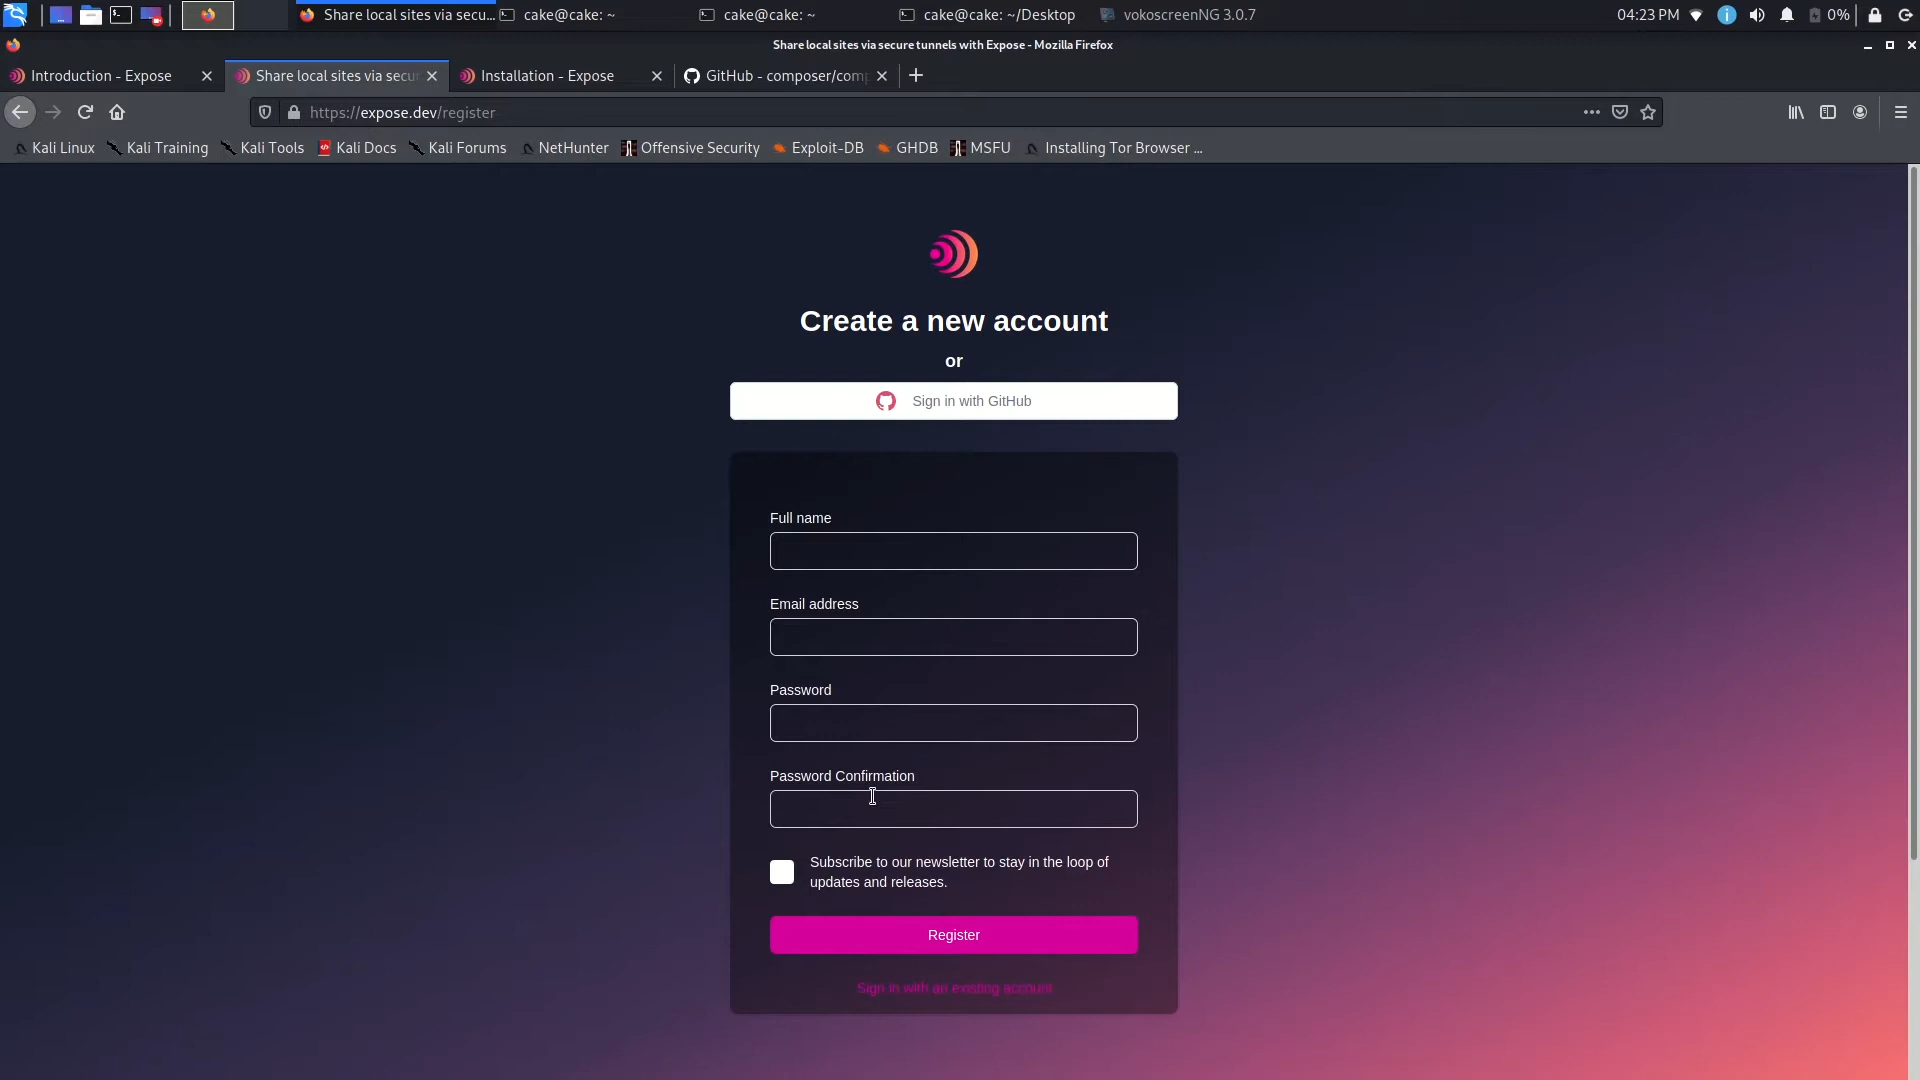 Share local sites via secu...
cake@cake: ~
cake@cake: ~
cake@cake: ~/Desktop
vokoscreenNG 3.0.7
04:23 PM
0%
Share local sites via secure tunnels with Expose - Mozilla Firefox
Introduction - Expose
Share local sites via secur
Installation - Expose
GitHub - composer/comp
https://expose.dev/register
Kali Linux
Kali Training
Kali Tools
Kali Docs
Kali Forums
NetHunter
Offensive Security
Exploit-DB
GHDB
MSFU
Installing Tor Browser ...
Create a new account
or
Sign in with GitHub
Full name
Email address
Password
Password Confirmation
Subscribe to our newsletter to stay in the loop of
updates and releases.
Register
Sign in with an existing account